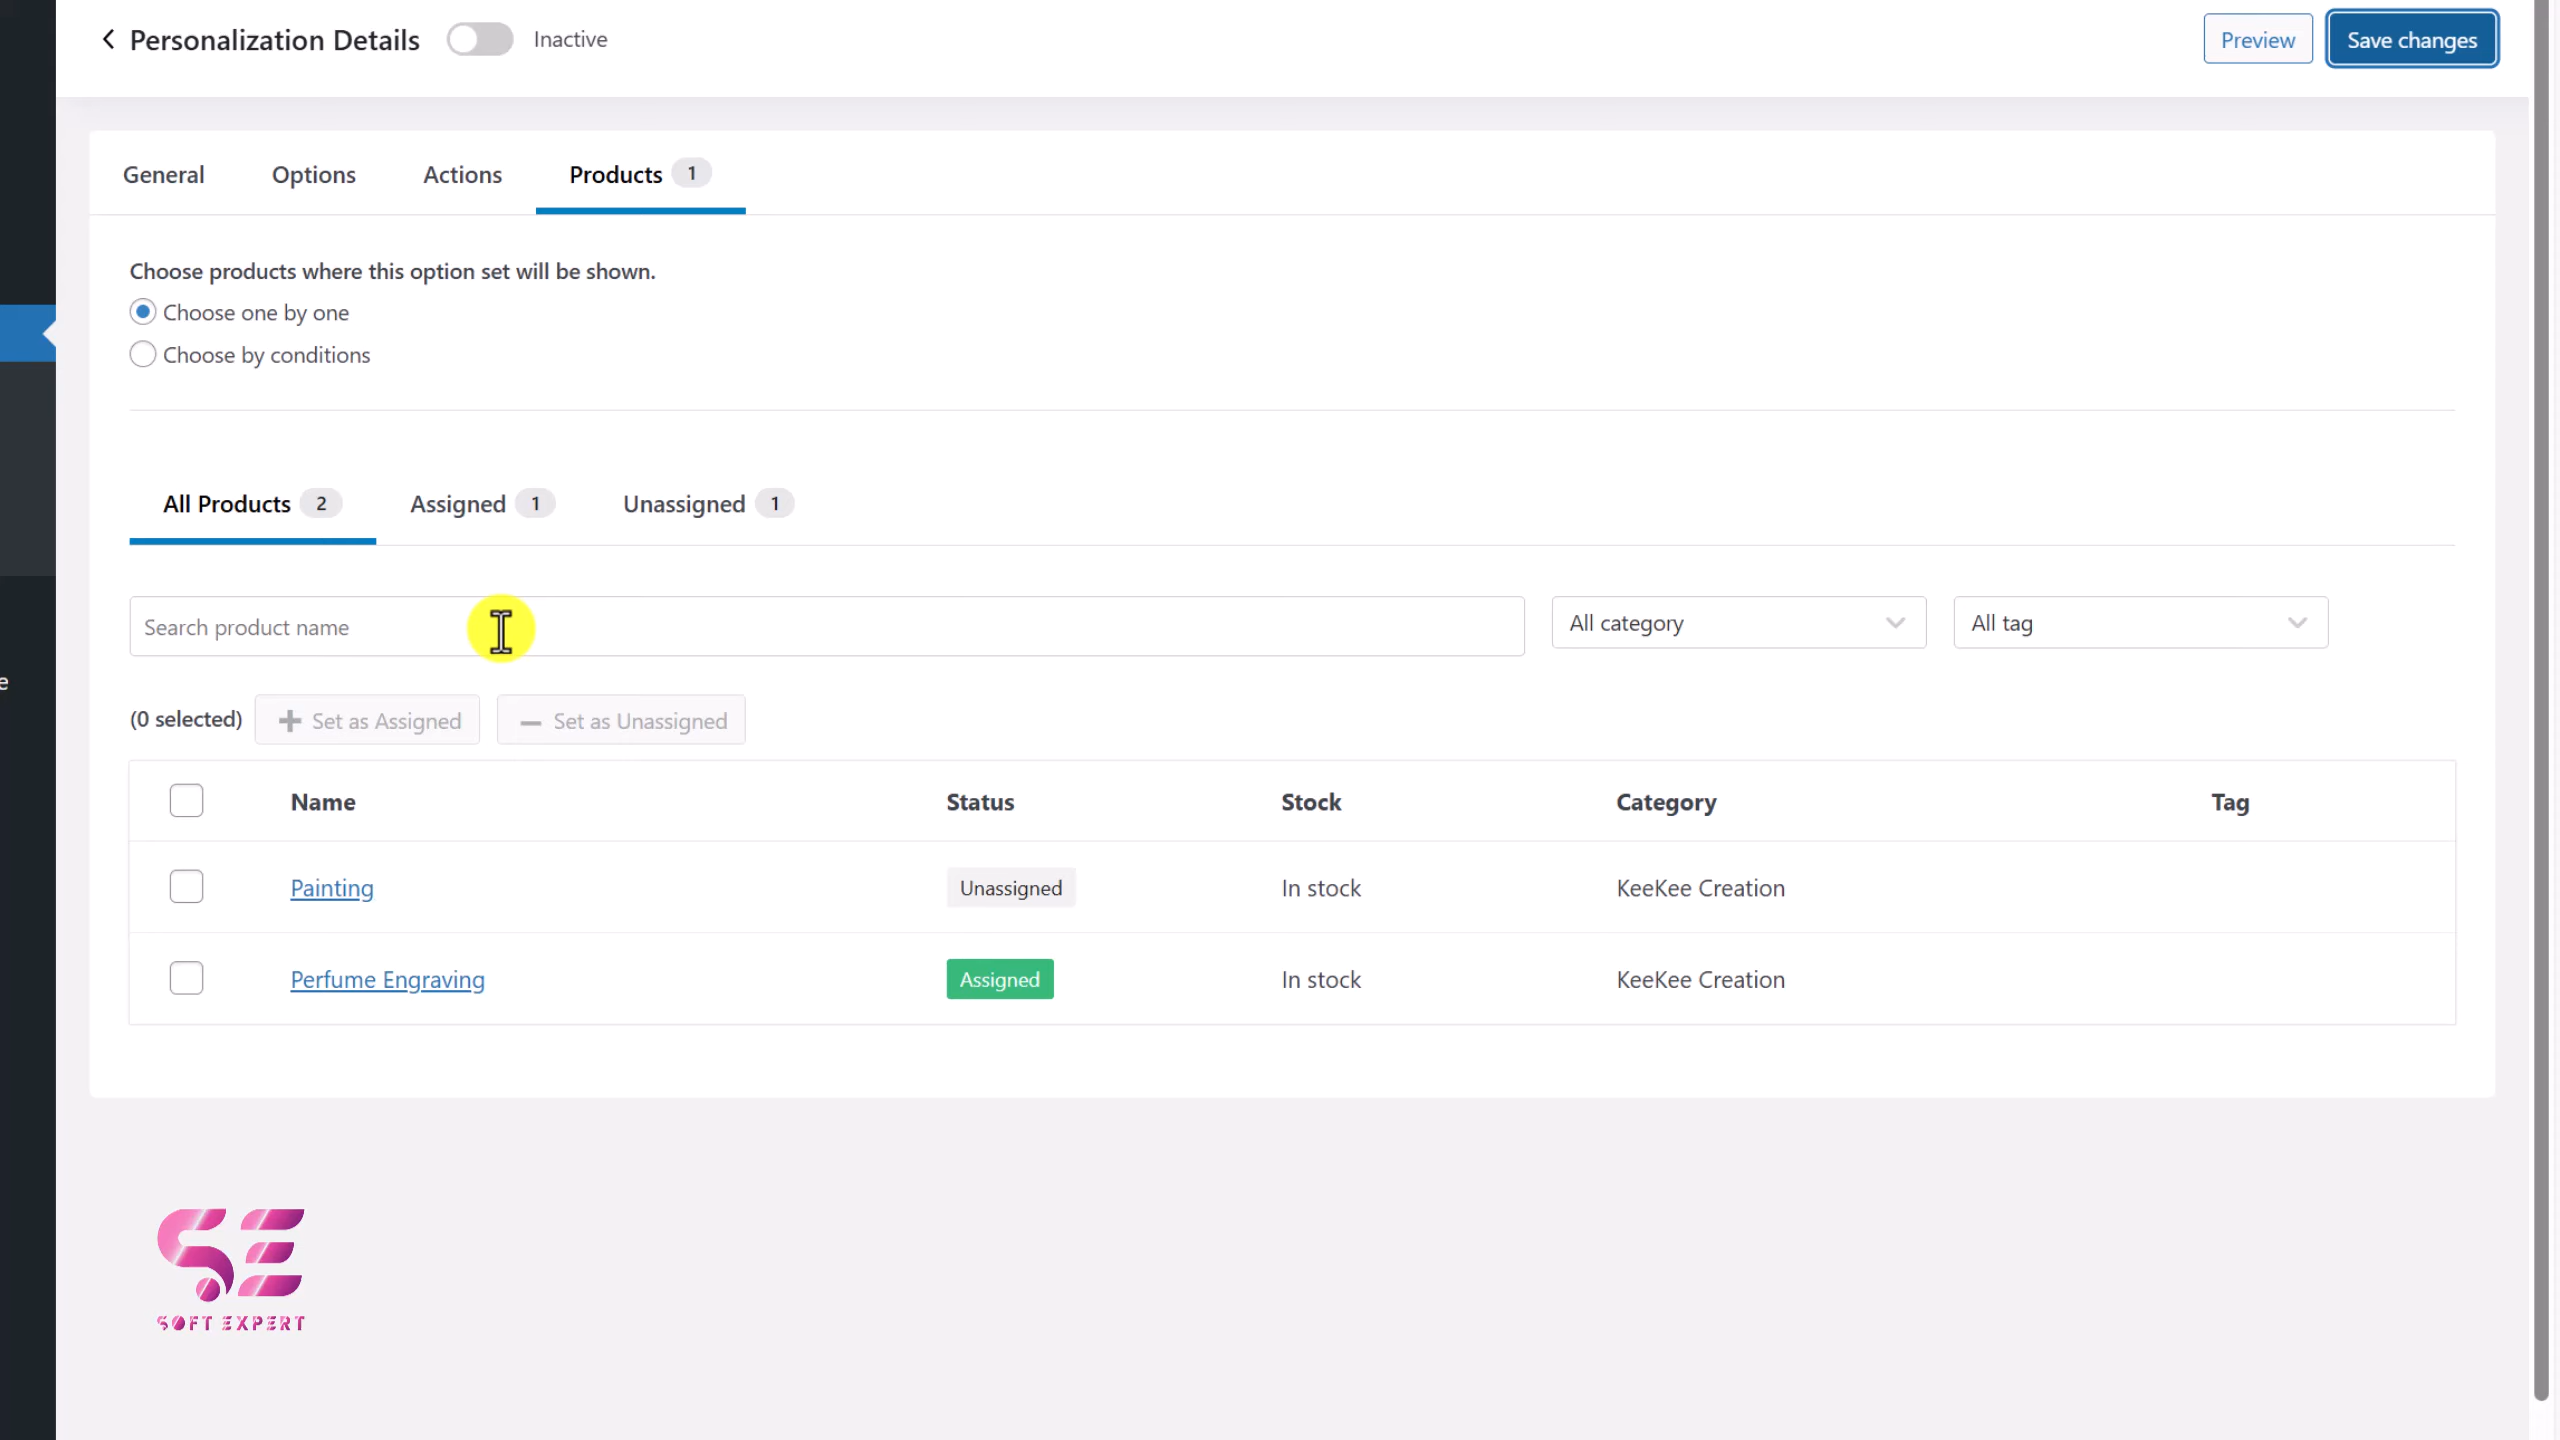 Personalization Details Inactive Preview Save changes
General Options Actions Products 1
Choose products where this option set will be shown.
Choose one by one
Choose by conditions
All Products 2 Assigned 1 Unassigned 1
Search product name All category All tag
e
(0 selected) Set as Assigned Set as Unassigned
Name Status Stock Category Tag
Painting Unassigned In stock KeeKee Creation
Perfume Engraving Assigned In stock KeeKee Creation
SE
SOFT EXPERT